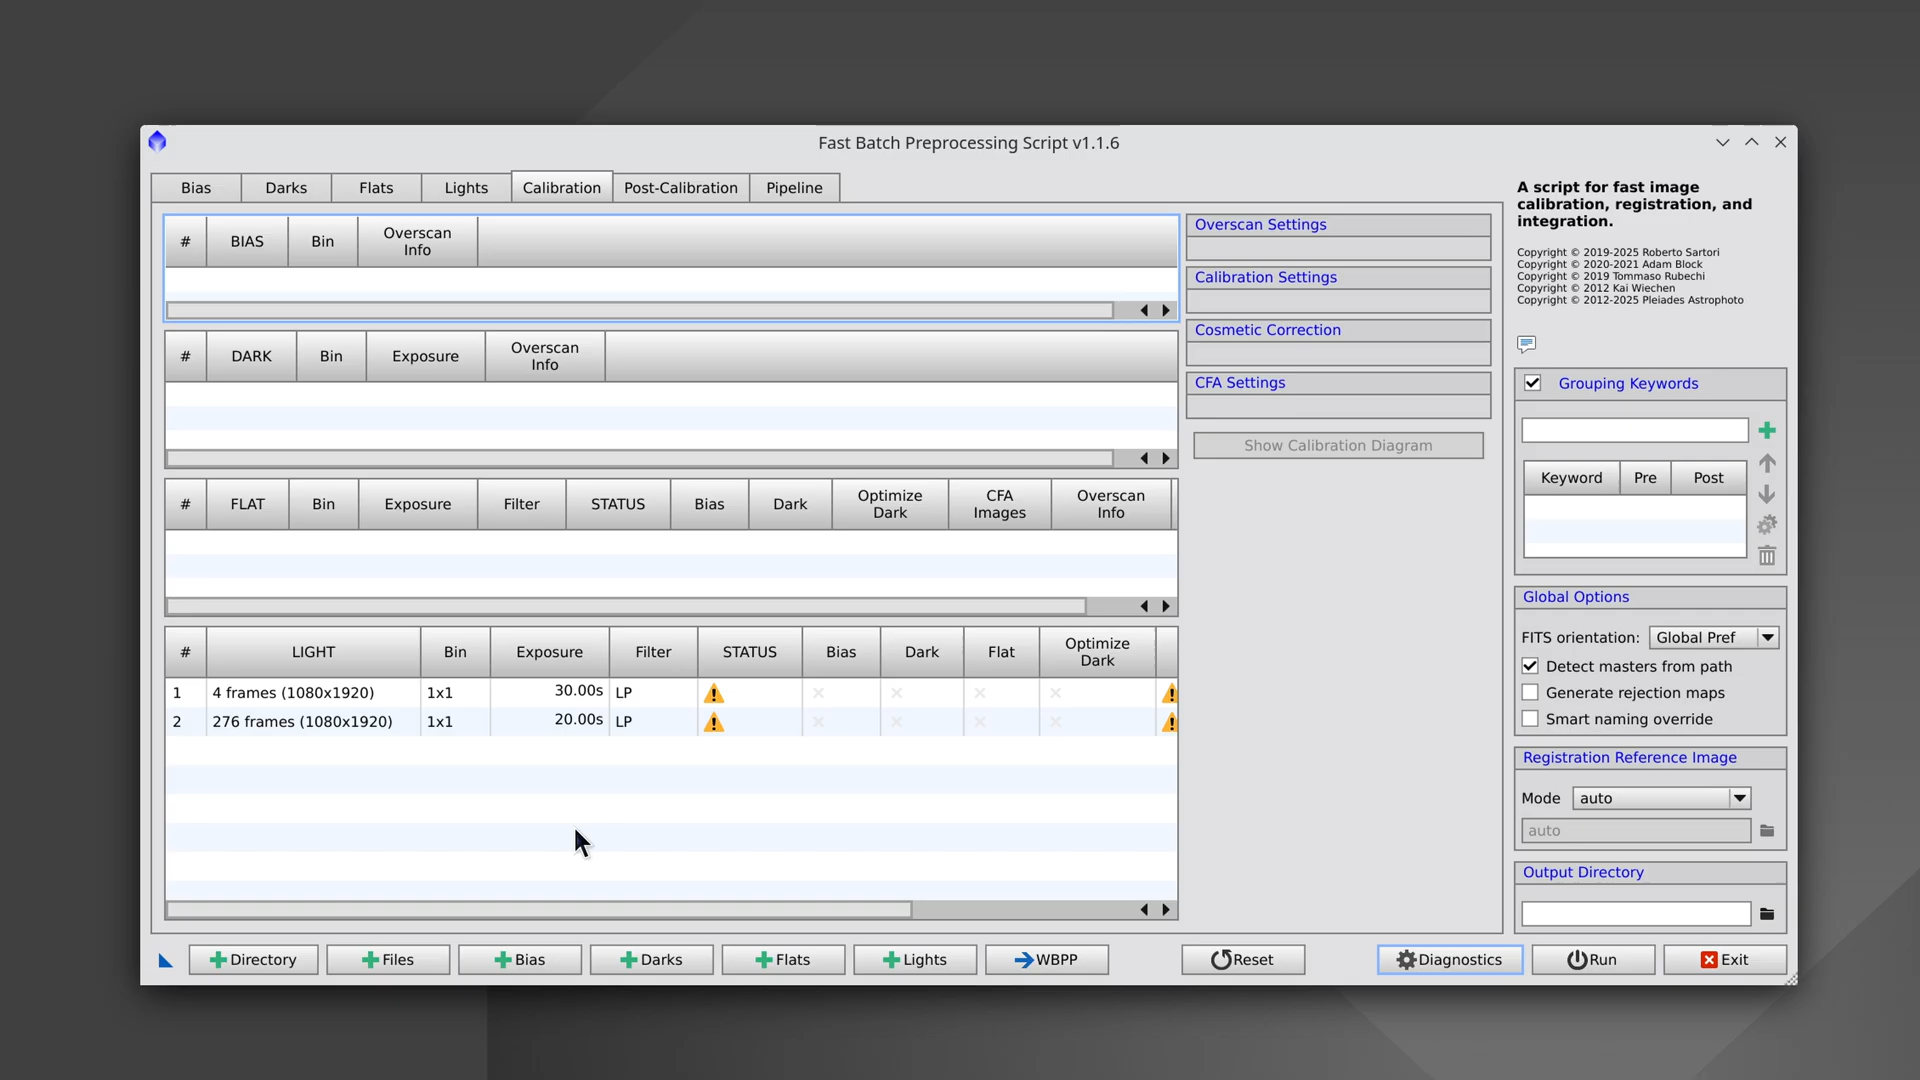 Fast Batch Preprocessing Script v1.1.6
Bias Darks Flats Lights Calibration Post-Calibration Pipeline
# BIAS Bin Overscan Info
# DARK Bin Exposure Overscan Info
# FLAT Bin Exposure Filter STATUS Bias Dark Optimize Dark CFA Images Overscan Info
# LIGHT Bin Exposure Filter STATUS Bias Dark Flat Optimize Dark
1 4 frames (1080x1920) 1x1 30.00s LP
2 276 frames (1080x1920) 1x1 20.00s LP
Overscan Settings
Calibration Settings
Cosmetic Correction
CFA Settings
Show Calibration Diagram
A script for fast image
calibration, registration, and
integration.
Copyright © 2019-2025 Roberto Sartori
Copyright © 2020-2021 Adam Block
Copyright © 2019 Tommaso Rubechi
Copyright © 2012 Kai Wiechen
Copyright © 2012-2025 Pleiades Astrophoto
Grouping Keywords
Keyword Pre Post
Global Options
FITS orientation: Global Pref
Detect masters from path
Generate rejection maps
Smart naming override
Registration Reference Image
Mode auto
auto
Output Directory
Directory Files Bias Darks Flats Lights WBPP Reset Diagnostics Run Exit